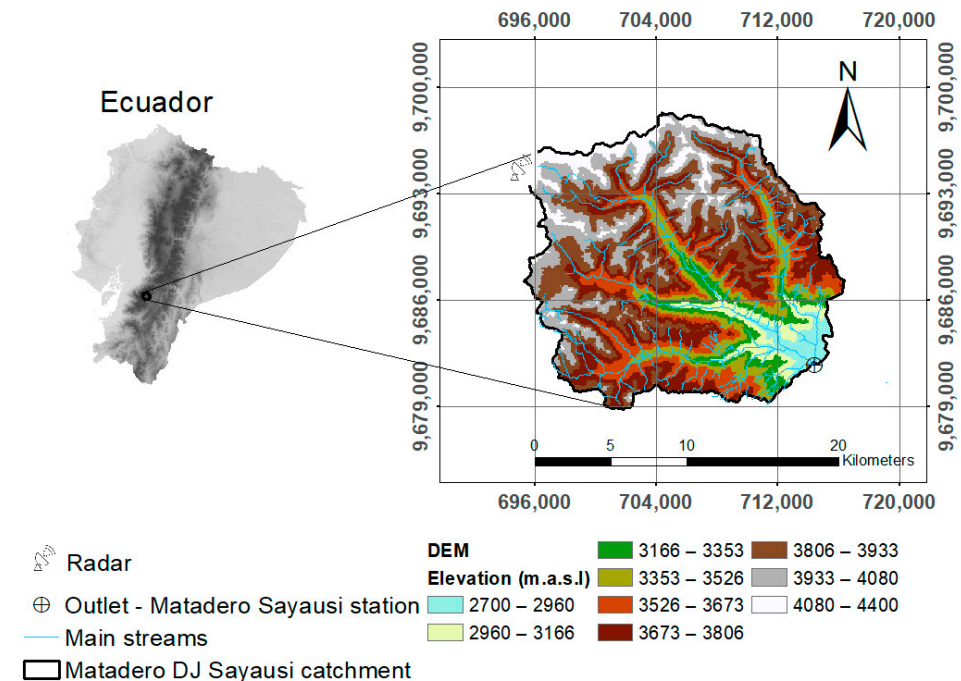 696,000 704,000 712,000 720,000
Ecuador
N
9,700,000 9,700,000
9,693,000 9,693,000
9,686,000 9,686,000
9,679,000 9,679,000
0 5 10 20
Kilometers
696,000 704,000 712,000 720,000
Radar
Outlet - Matadero Sayausi station
Main streams
Matadero DJ Sayausi catchment
DEM
Elevation (m.a.s.l)
2700 – 2960
2960 – 3166
3166 – 3353
3353 – 3526
3526 – 3673
3673 – 3806
3806 – 3933
3933 – 4080
4080 – 4400